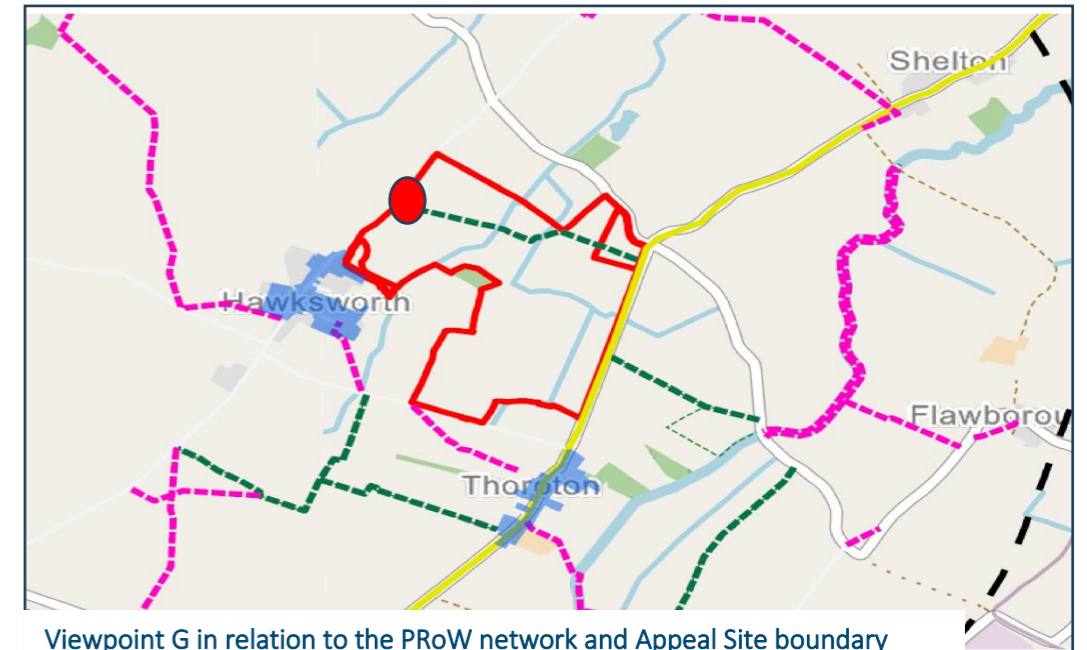 Shelton
Hawksworth
Flawborou
Thoroton
Viewpoint G in relation to the PRoW network and Appeal Site boundary